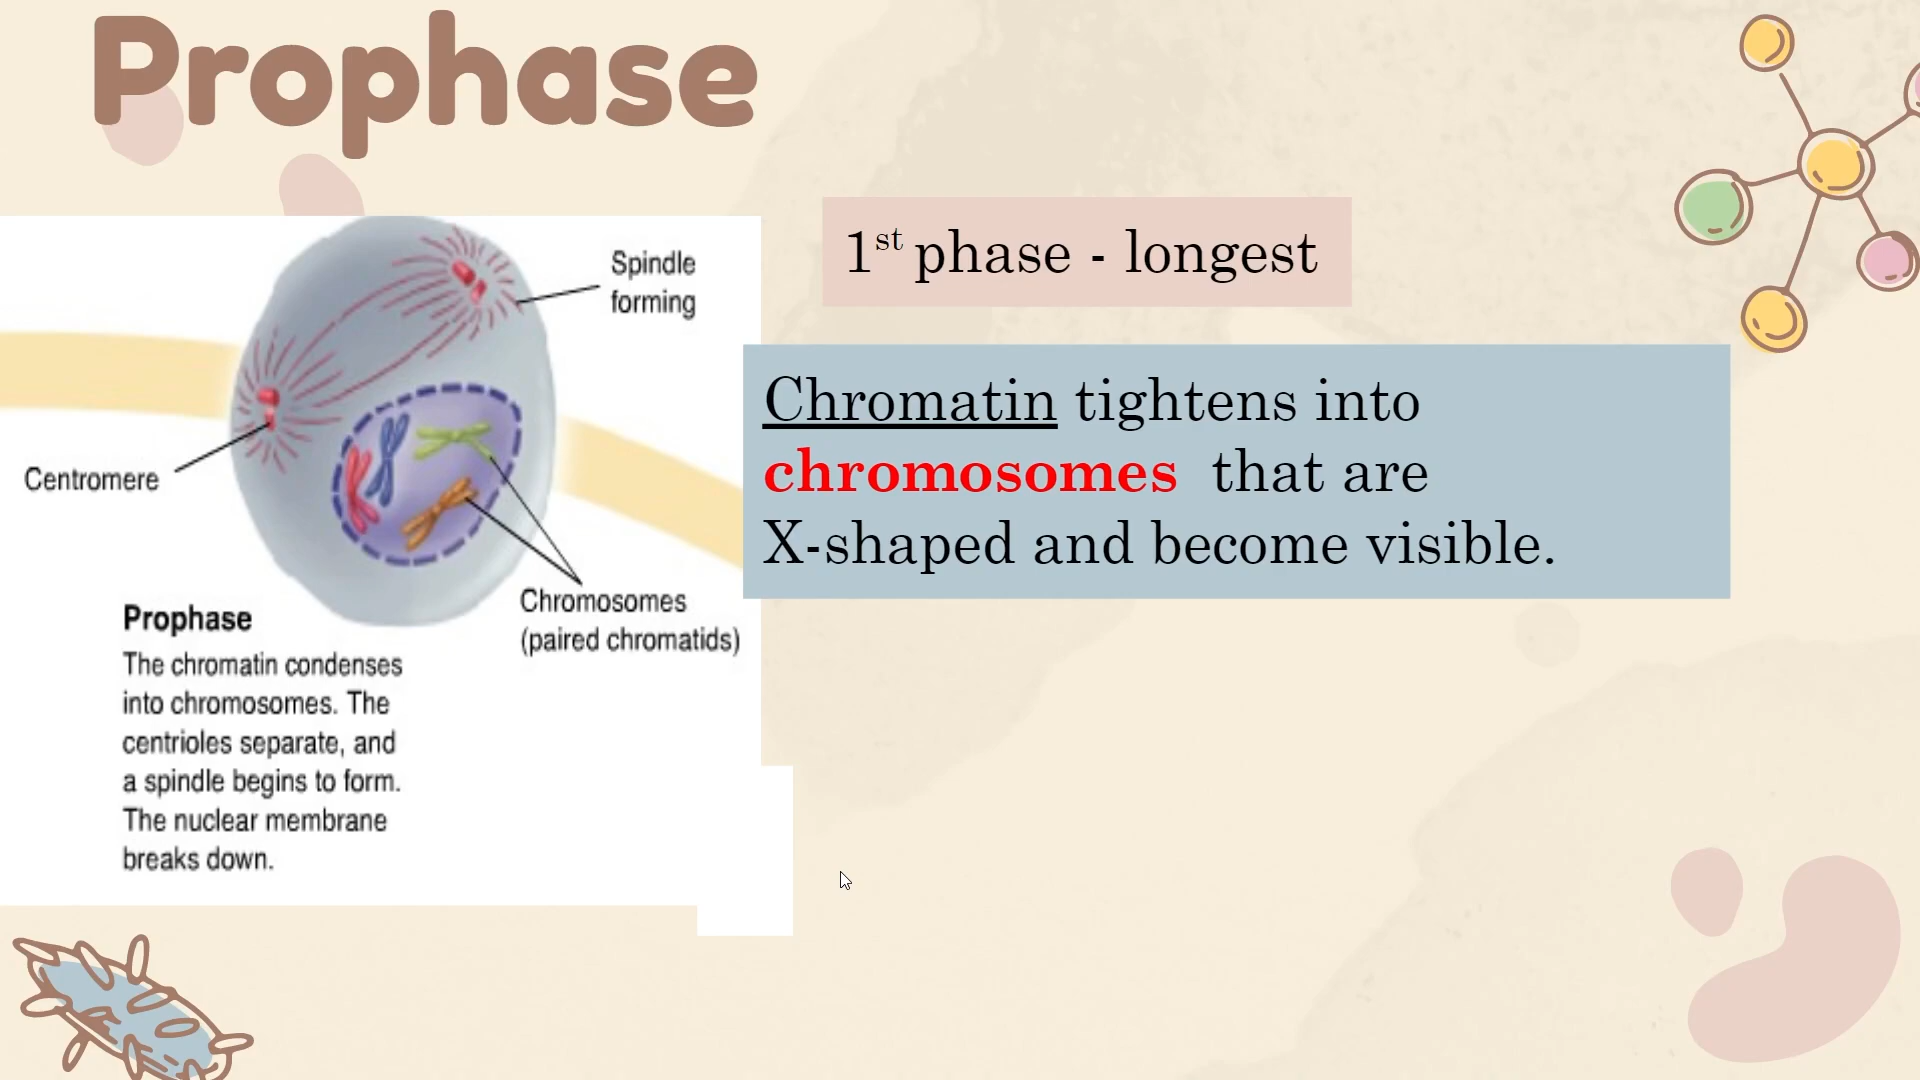 Prophase
1st phase - longest
Spindle
forming
Centromere
Chromosomes
(paired chromatids)
Prophase
The chromatin condenses
into chromosomes. The
centrioles separate, and
a spindle begins to form.
The nuclear membrane
breaks down.
Chromatin tightens into
chromosomes that are
X-shaped and become visible.